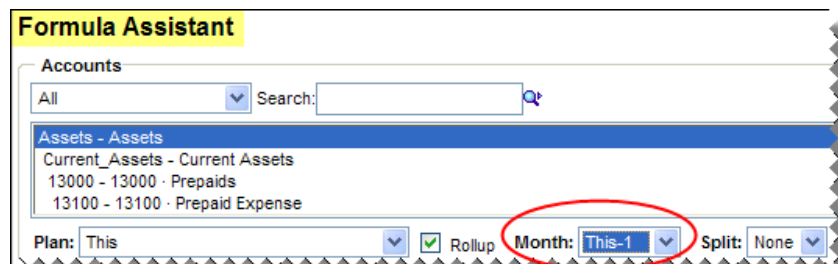 Formula Assistant
Accounts
All Search:
Assets - Assets
Current_Assets - Current Assets
13000 - 13000 · Prepaids
13100 - 13100 · Prepaid Expense
Plan: This Rollup Month: This-1 Split: None